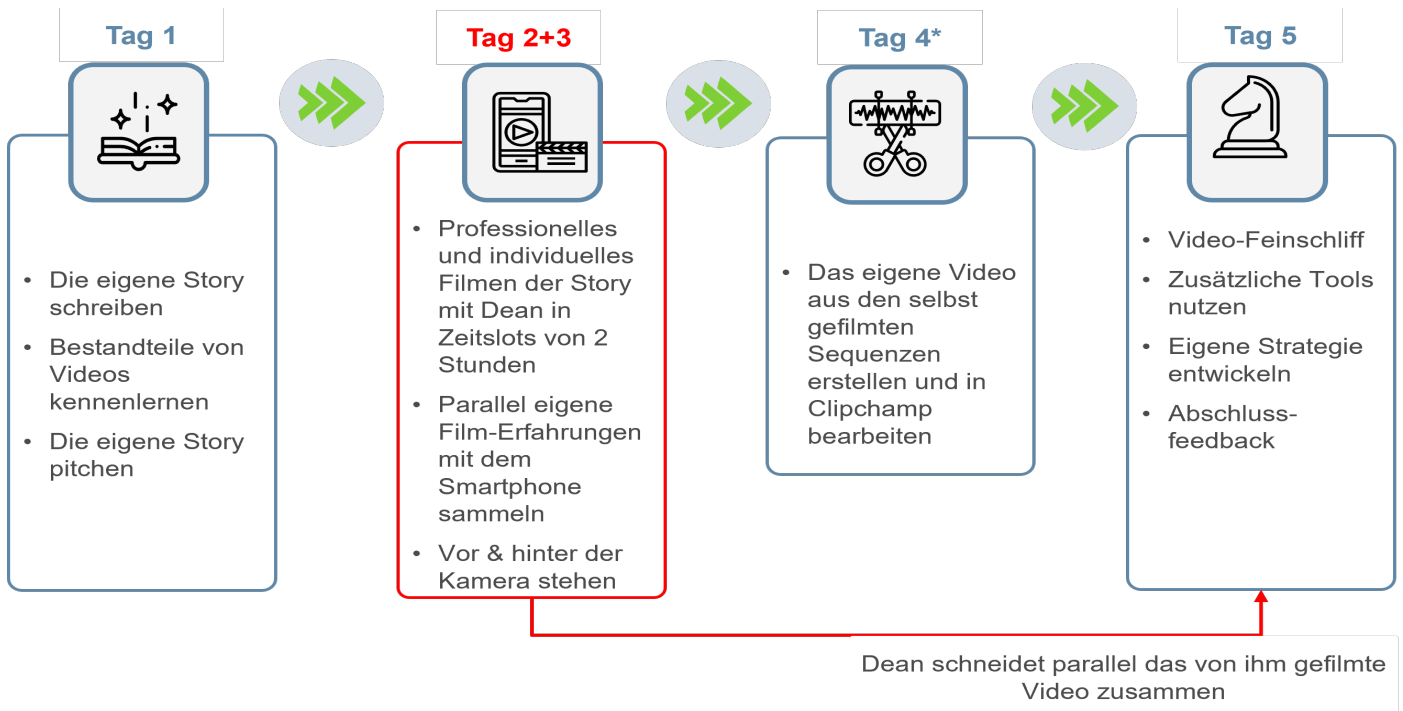 Tag 1
• Die eigene Story
schreiben
• Bestandteile von
Videos
kennenlernen
• Die eigene Story
pitchen
Tag 2+3
• Professionelles
und individuelles
Filmen der Story
mit Dean in
Zeitslots von 2
Stunden
• Parallel eigene
Film-Erfahrungen
mit dem
Smartphone
sammeln
• Vor & hinter der
Kamera stehen
Tag 4*
• Das eigene Video
aus den selbst
gefilmten
Sequenzen
erstellen und in
Clipchamp
bearbeiten
Tag 5
• Video-Feinschliff
• Zusätzliche Tools
nutzen
• Eigene Strategie
entwickeln
• Abschluss-
feedback
Dean schneidet parallel das von ihm gefilmte
Video zusammen